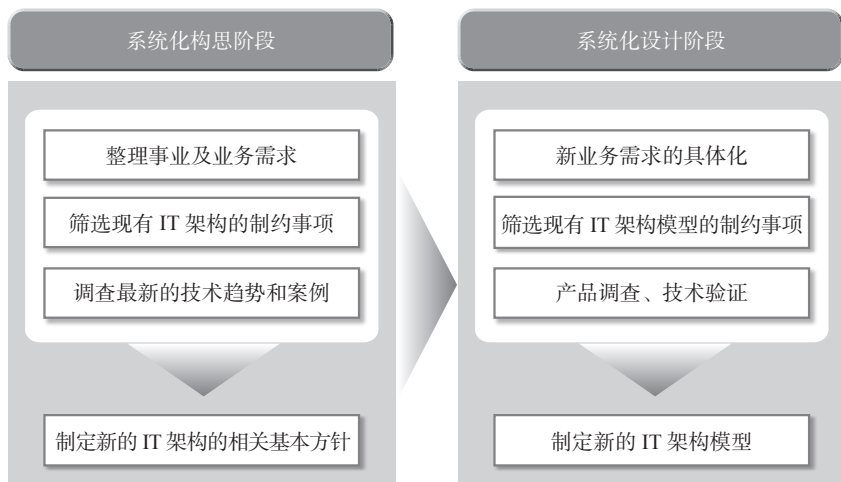 系统化构思阶段
整理事业及业务需求
筛选现有 IT 架构的制约事项
调查最新的技术趋势和案例
制定新的 IT 架构的相关基本方针
系统化设计阶段
新业务需求的具体化
筛选现有 IT 架构模型的制约事项
产品调查、技术验证
制定新的 IT 架构模型